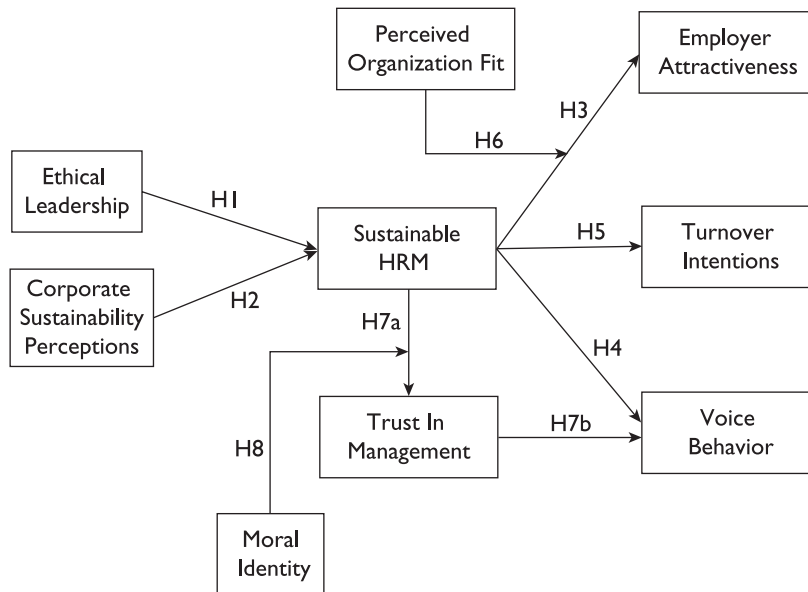 Perceived
Organization Fit
Employer
Attractiveness
H3
H6
Ethical
Leadership
H1
Sustainable
HRM
H5
Turnover
Intentions
Corporate
Sustainability
Perceptions
H2
H7a
H4
Trust In
Management
H7b
Voice
Behavior
H8
Moral
Identity